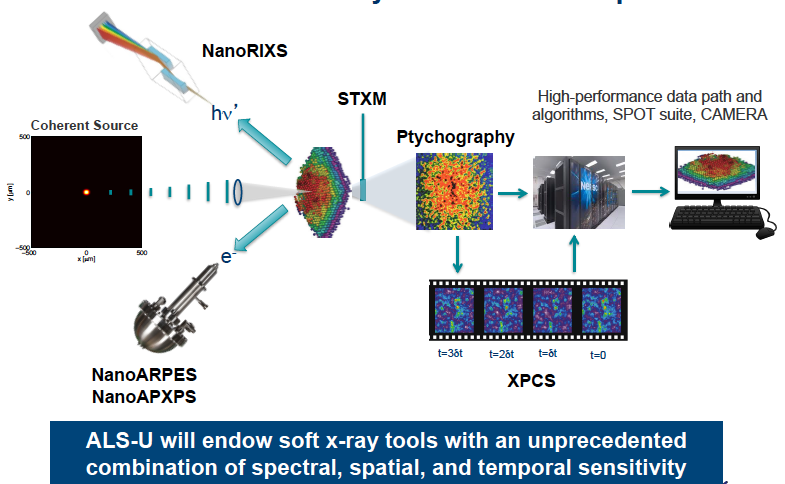 NanoRIXS
hν'
STXM
High-performance data path and
algorithms, SPOT suite, CAMERA
Coherent Source
Ptychography
500
0
-500
y [μm]
-500
0
500
x [μm]
e-
t=3δt
t=2δt
t=δt
t=0
NanoARPES
NanoAPXPS
XPCS
ALS-U will endow soft x-ray tools with an unprecedented
combination of spectral, spatial, and temporal sensitivity